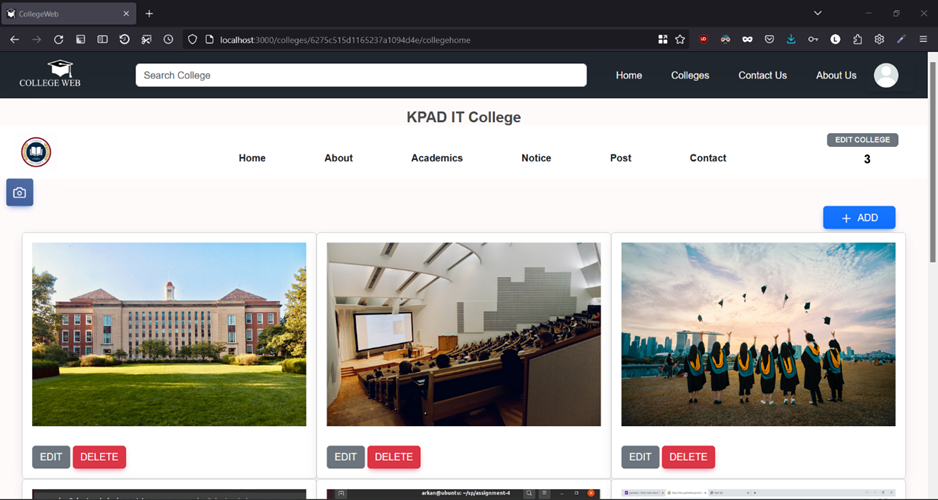 CollegeWeb
localhost:3000/colleges/6275c515d1165237a1094d4e/collegehome
COLLEGE WEB
Search College
Home
Colleges
Contact Us
About Us
KPAD IT College
EDIT COLLEGE
Home
About
Academics
Notice
Post
Contact
3
+ ADD
EDIT
DELETE
EDIT
DELETE
EDIT
DELETE
arkan@ubuntu: ~/sp/assignment-4